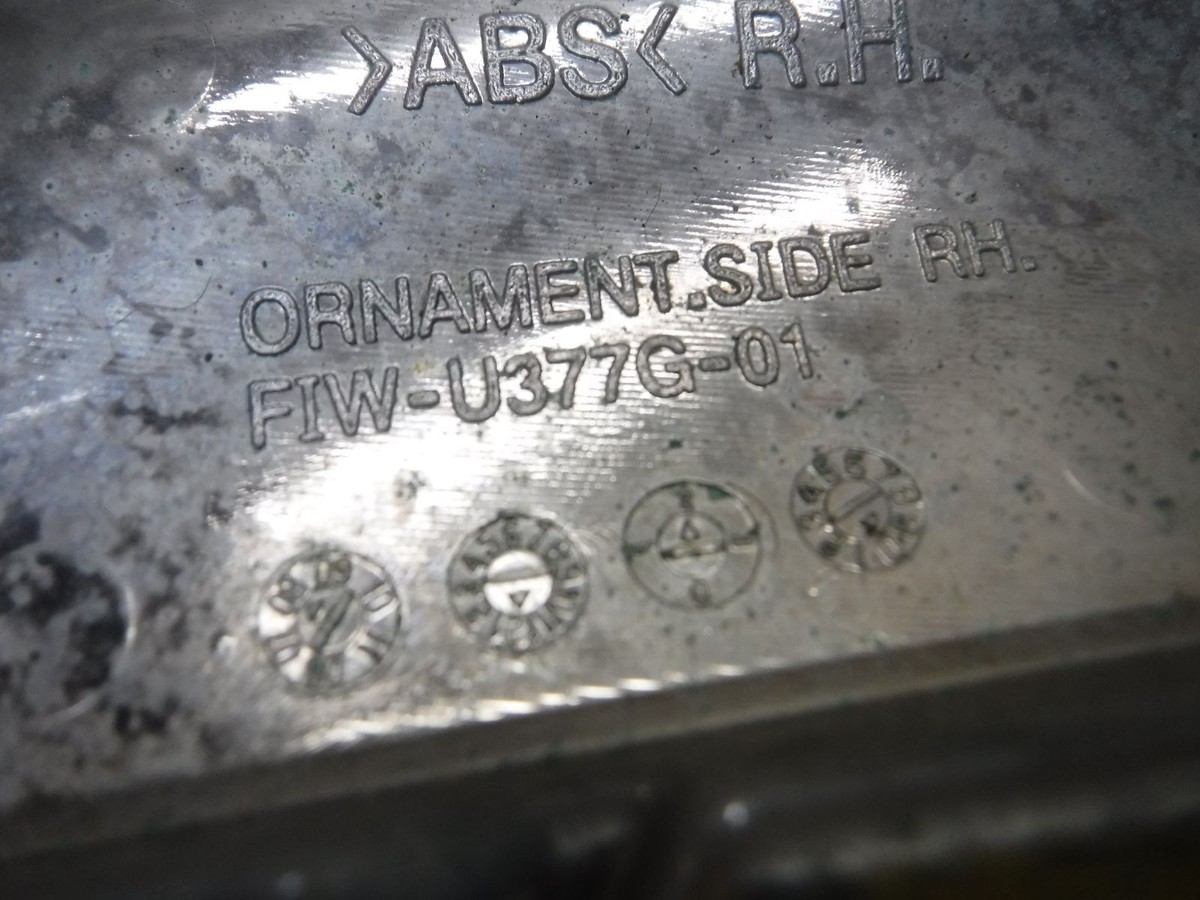 >ABS< R.H.
ORNAMENT.SIDE RH.
FIW-U377G-01